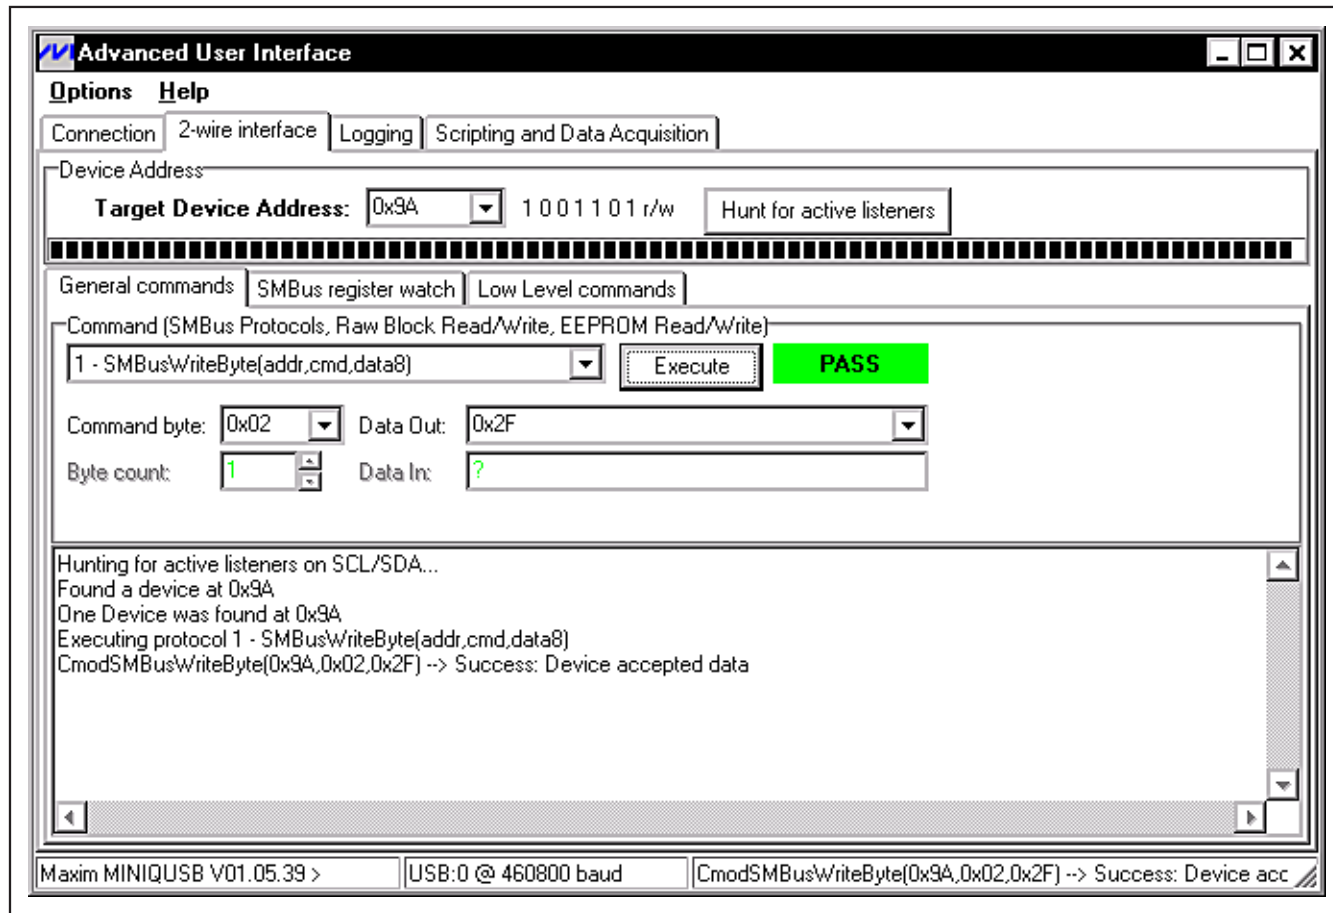 Advanced User Interface
Options Help
Connection 2-wire interface Logging Scripting and Data Acquisition
Device Address
Target Device Address: 0x9A 1 0 0 1 1 0 1 r/w Hunt for active listeners
General commands SMBus register watch Low Level commands
Command (SMBus Protocols, Raw Block Read/Write, EEPROM Read/Write)
1 - SMBusWriteByte(addr,cmd,data8) Execute PASS
Command byte: 0x02 Data Out: 0x2F
Byte count: 1 Data In: ?
Hunting for active listeners on SCL/SDA...
Found a device at 0x9A
One Device was found at 0x9A
Executing protocol 1 - SMBusWriteByte(addr,cmd,data8)
CmodSMBusWriteByte(0x9A,0x02,0x2F) --> Success: Device accepted data
Maxim MINIQUSB V01.05.39 > USB:0 @ 460800 baud CmodSMBusWriteByte(0x9A,0x02,0x2F) --> Success: Device acc